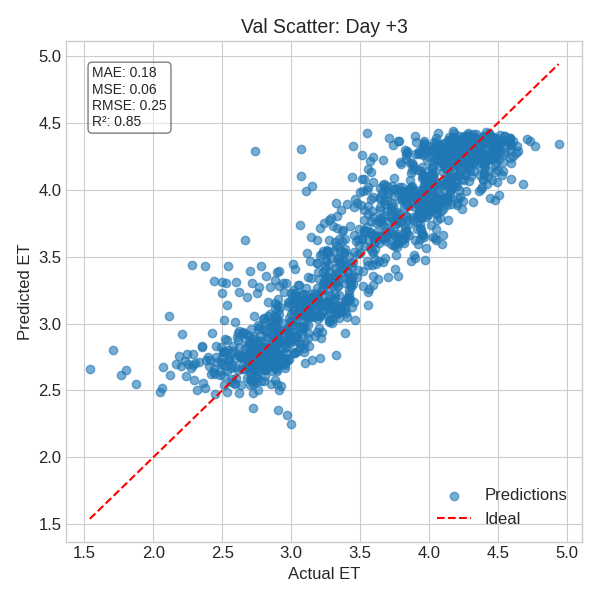 Val Scatter: Day +3
MAE: 0.18
MSE: 0.06
RMSE: 0.25
R²: 0.85
5.0
4.5
4.0
3.5
3.0
2.5
2.0
1.5
Predicted ET
Predictions
Ideal
1.5 2.0 2.5 3.0 3.5 4.0 4.5 5.0
Actual ET